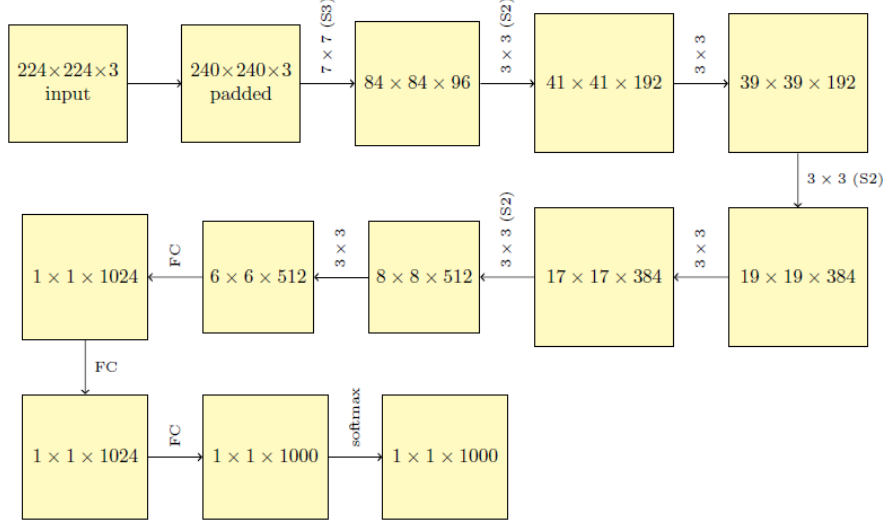 224×224×3
input
240×240×3
padded
7 × 7 (S3)
84 × 84 × 96
3 × 3 (S2)
41 × 41 × 192
3 × 3
39 × 39 × 192
3 × 3 (S2)
19 × 19 × 384
3 × 3
17 × 17 × 384
3 × 3 (S2)
8 × 8 × 512
3 × 3
6 × 6 × 512
FC
1 × 1 × 1024
FC
1 × 1 × 1024
FC
1 × 1 × 1000
softmax
1 × 1 × 1000